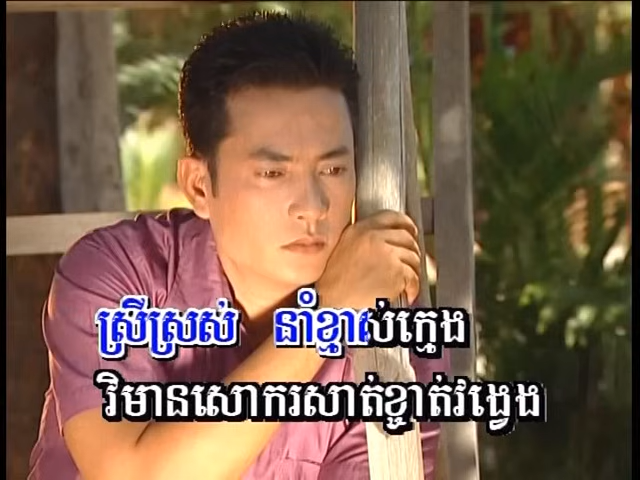 ស្រីស្រស់ នាំខ្មាស់ក្មេង
វិមានសោករសាត់ខ្ចាត់វង្វេង